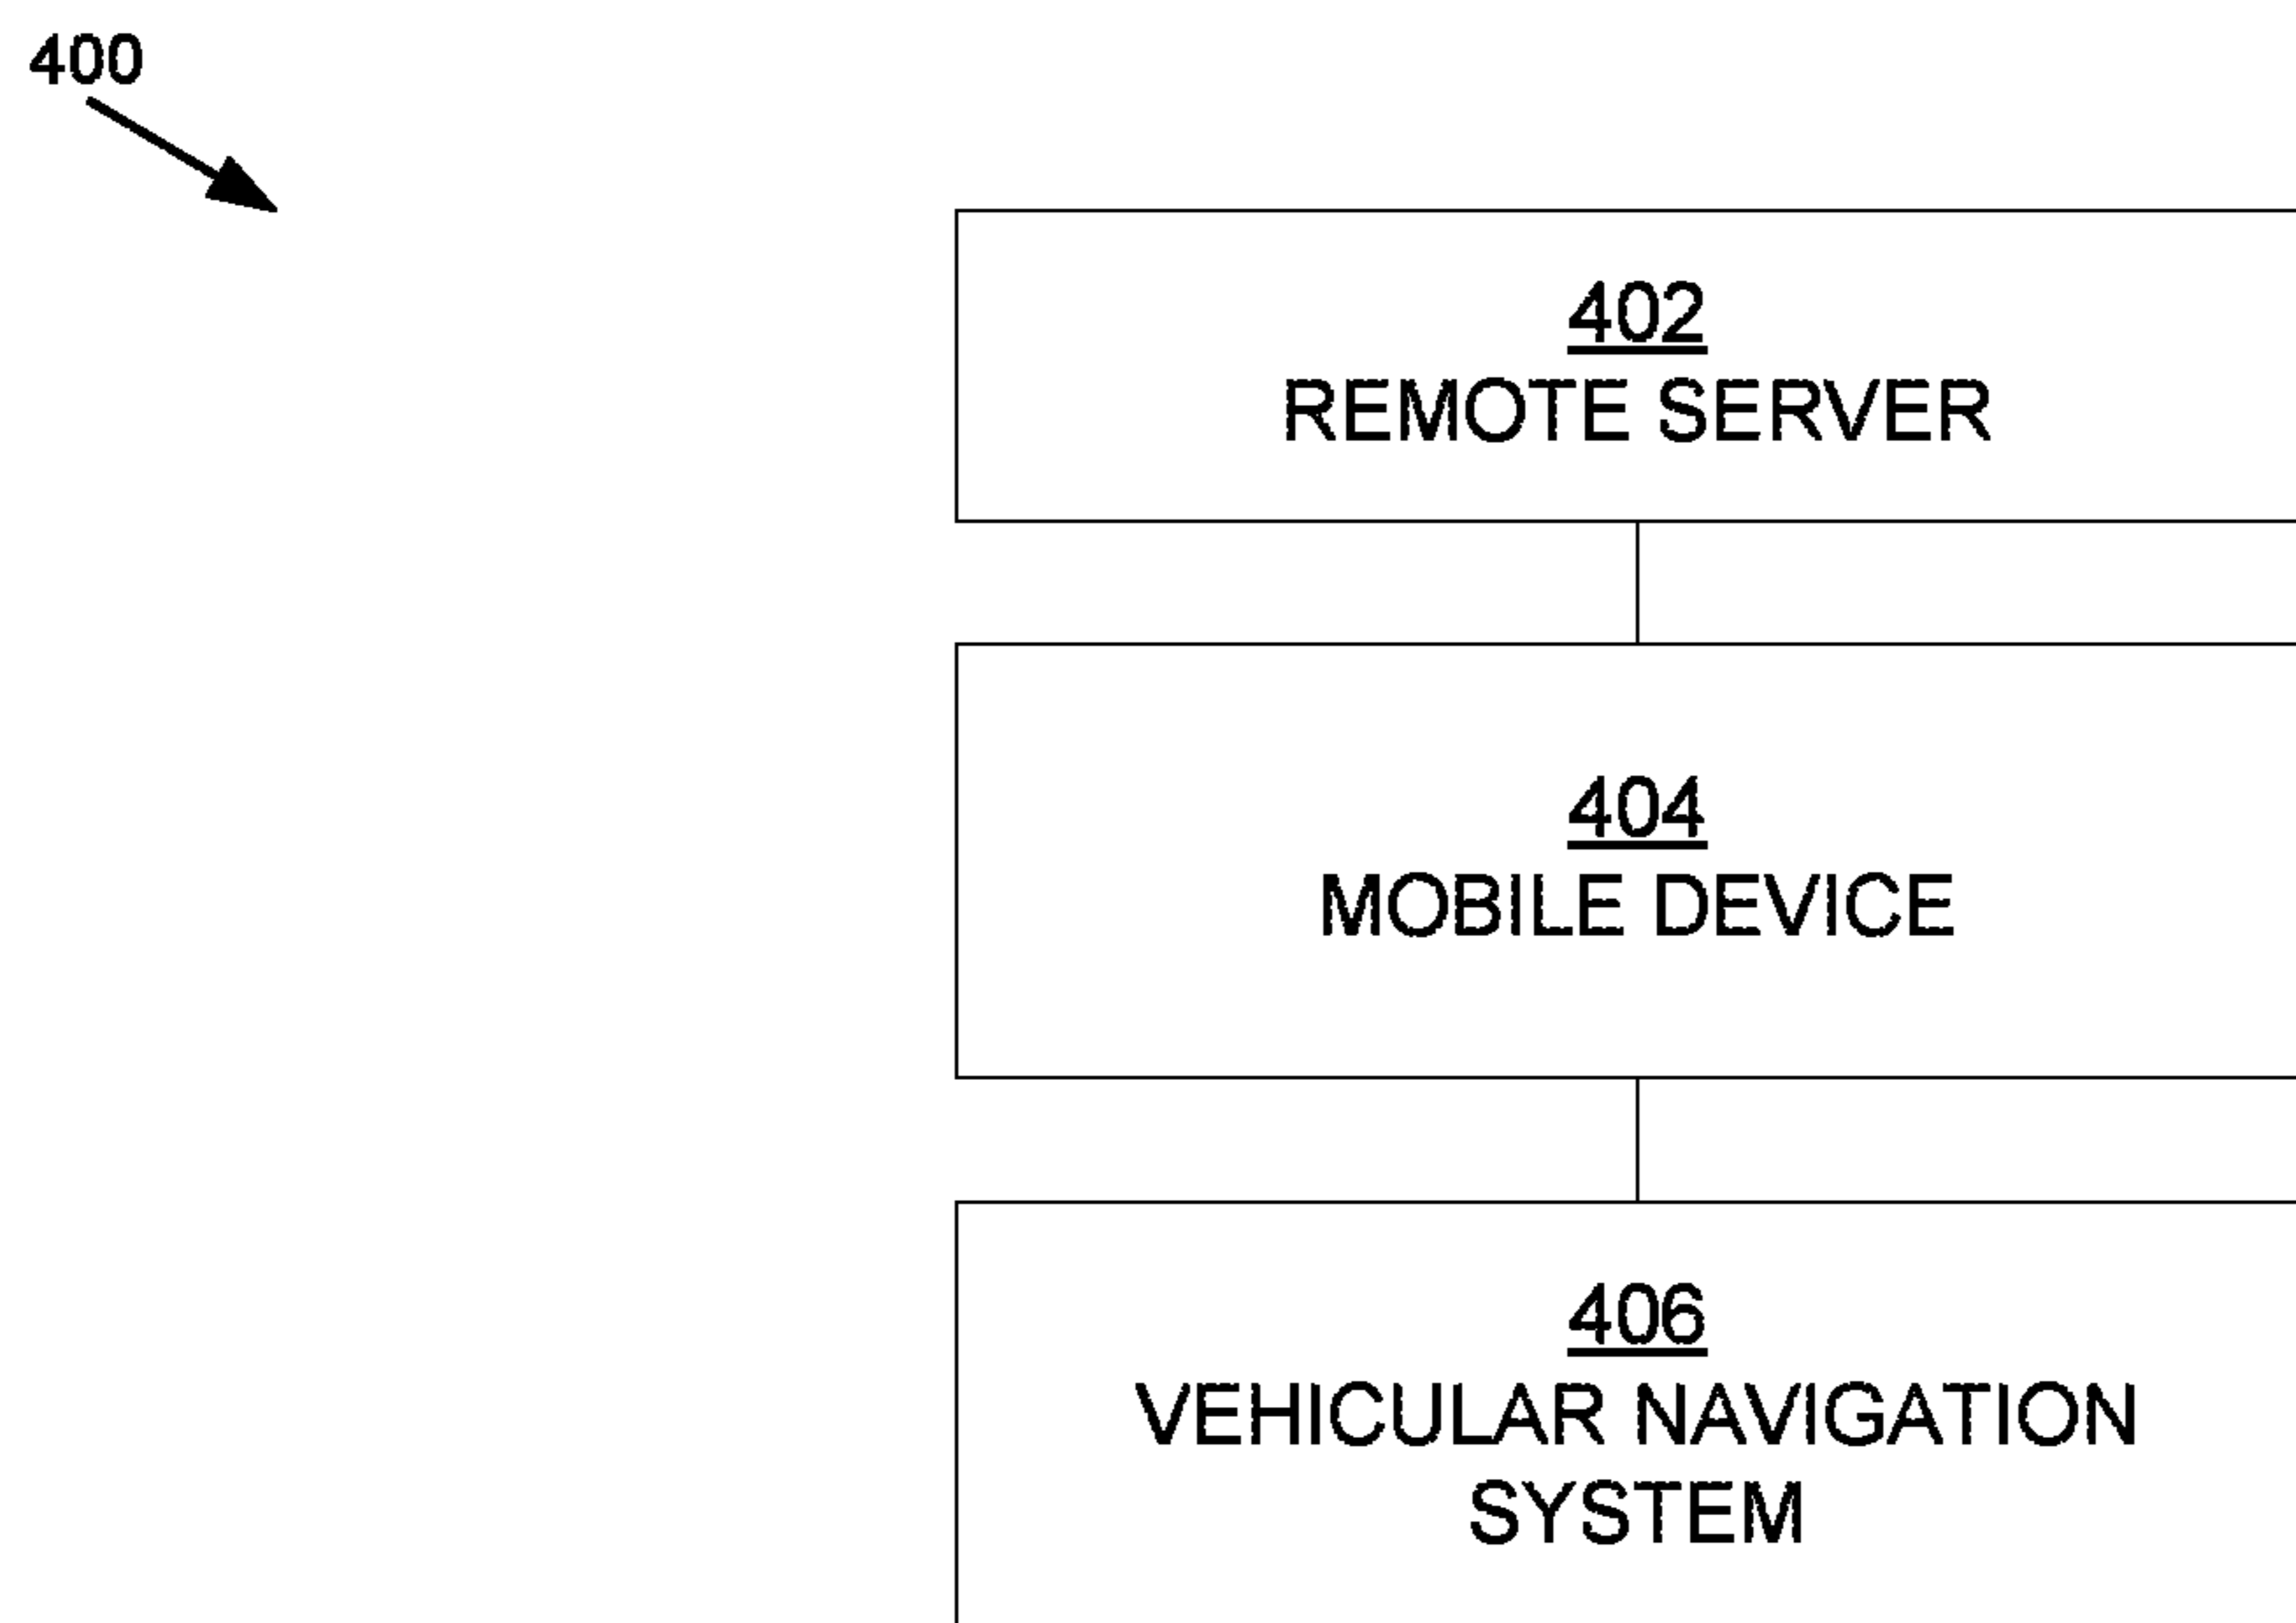 400
402
REMOTE SERVER
404
MOBILE DEVICE
406
VEHICULAR NAVIGATION
SYSTEM